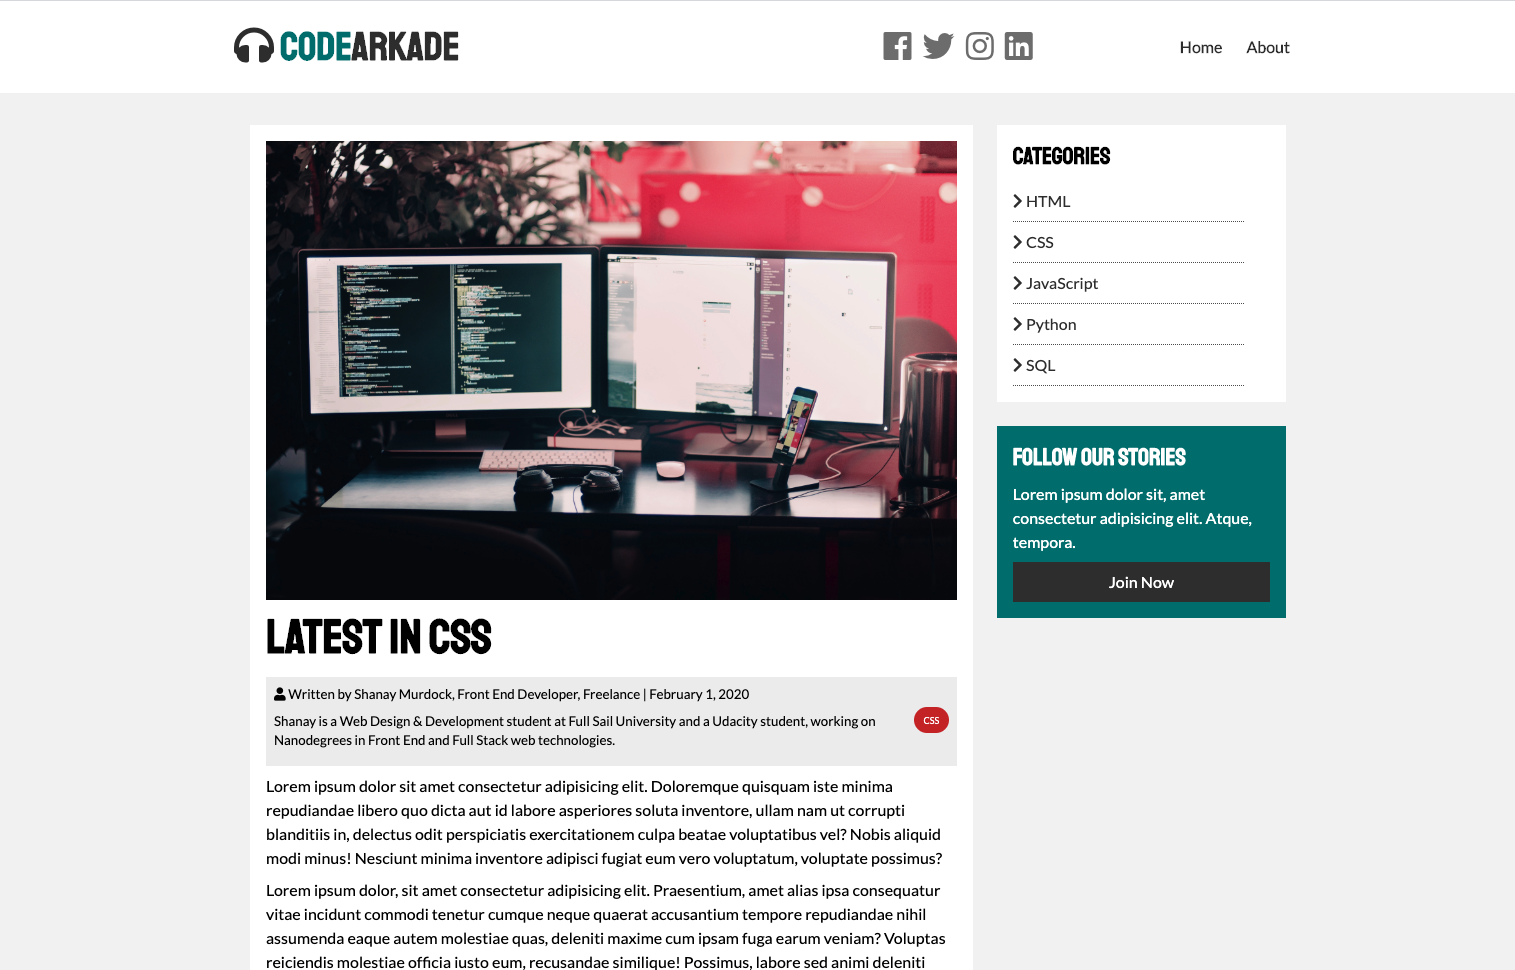 CODEARKADE
Home About
LATEST IN CSS
Written by Shanay Murdock, Front End Developer, Freelance | February 1, 2020
Shanay is a Web Design & Development student at Full Sail University and a Udacity student, working on
Nanodegrees in Front End and Full Stack web technologies.
CSS
Lorem ipsum dolor sit amet consectetur adipisicing elit. Doloremque quisquam iste minima
repudiandae libero quo dicta aut id labore asperiores soluta inventore, ullam nam ut corrupti
blanditiis in, delectus odit perspiciatis exercitationem culpa beatae voluptatibus vel? Nobis aliquid
modi minus! Nesciunt minima inventore adipisci fugiat eum vero voluptatum, voluptate possimus?
Lorem ipsum dolor, sit amet consectetur adipisicing elit. Praesentium, amet alias ipsa consequatur
vitae incidunt commodi tenetur cumque neque quaerat accusantium tempore repudiandae nihil
assumenda eaque autem molestiae quas, deleniti maxime cum ipsam fuga earum veniam? Voluptas
reiciendis molestiae officia iusto eum, recusandae similique! Possimus, labore sed animi deleniti
CATEGORIES
HTML
CSS
JavaScript
Python
SQL
FOLLOW OUR STORIES
Lorem ipsum dolor sit, amet
consectetur adipisicing elit. Atque,
tempora.
Join Now